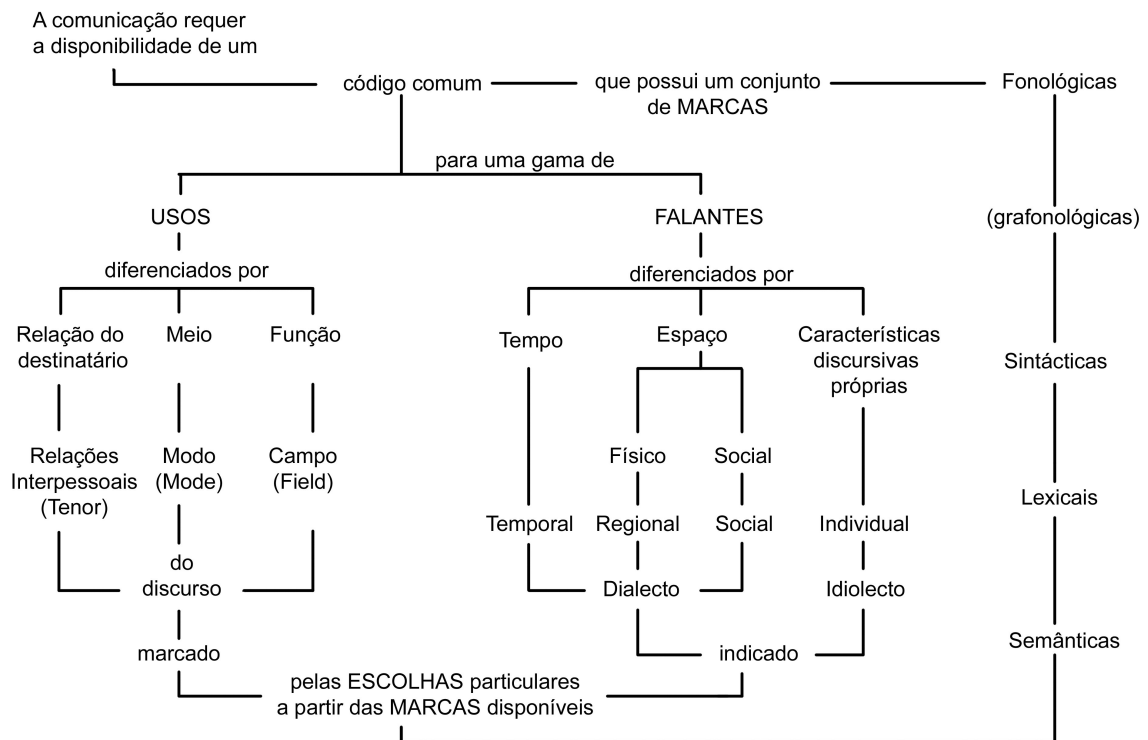 A comunicação requer
a disponibilidade de um
código comum
que possui um conjunto
de MARCAS
Fonológicas
para uma gama de
USOS
FALANTES
(grafonológicas)
diferenciados por
diferenciados por
Relação do
destinatário
Meio
Função
Tempo
Espaço
Características
discursivas
próprias
Sintácticas
Relações
Interpessoais
(Tenor)
Modo
(Mode)
Campo
(Field)
Físico
Social
Lexicais
Temporal
Regional
Social
Individual
do
discurso
Dialecto
Idiolecto
Semânticas
marcado
indicado
pelas ESCOLHAS particulares
a partir das MARCAS disponíveis